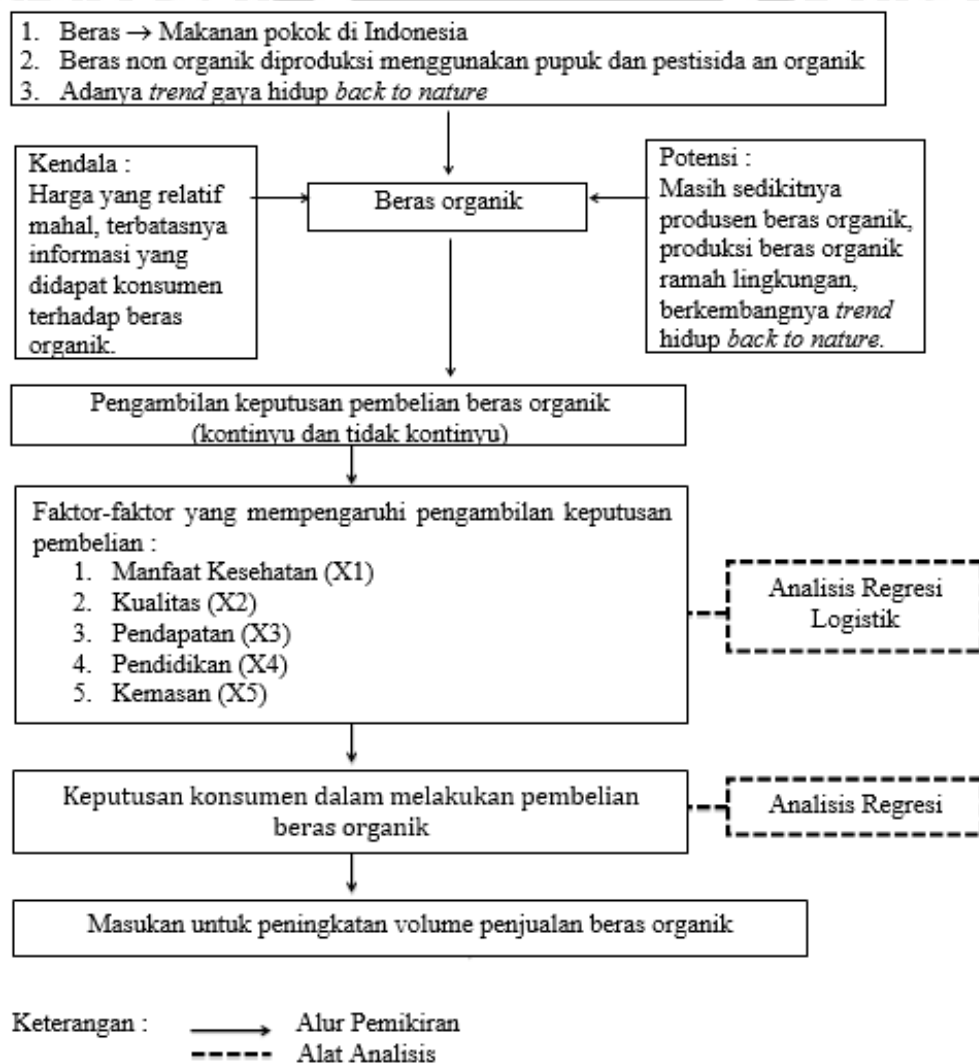 1. Beras → Makanan pokok di Indonesia
2. Beras non organik diproduksi menggunakan pupuk dan pestisida an organik
3. Adanya trend gaya hidup back to nature
Kendala :
Harga yang relatif
mahal, terbatasnya
informasi yang
didapat konsumen
terhadap beras
organik.
Beras organik
Potensi :
Masih sedikitnya
produsen beras organik,
produksi beras organik
ramah lingkungan,
berkembangnya trend
hidup back to nature.
Pengambilan keputusan pembelian beras organik
(kontinyu dan tidak kontinyu)
Faktor-faktor yang mempengaruhi pengambilan keputusan
pembelian :
1. Manfaat Kesehatan (X1)
2. Kualitas (X2)
3. Pendapatan (X3)
4. Pendidikan (X4)
5. Kemasan (X5)
Analisis Regresi
Logistik
Keputusan konsumen dalam melakukan pembelian
beras organik
Analisis Regresi
Masukan untuk peningkatan volume penjualan beras organik
Keterangan :
Alur Pemikiran
Alat Analisis